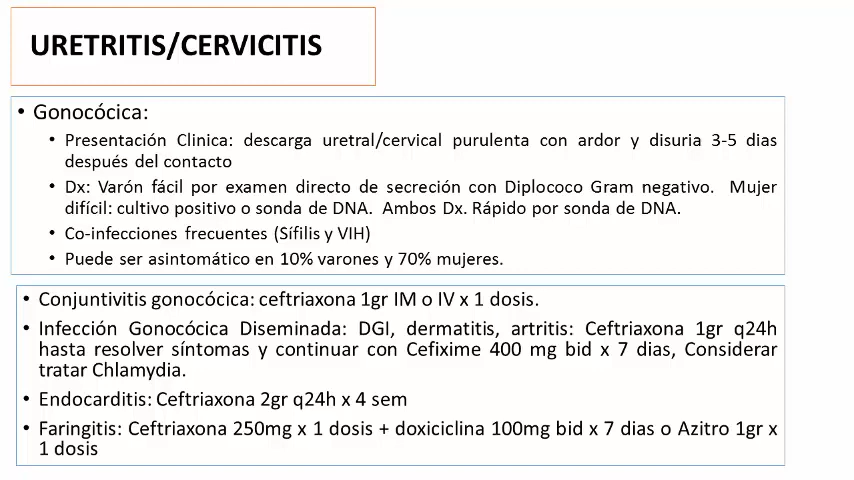 URETRITIS/CERVICITIS
• Gonocócica:
• Presentación Clinica: descarga uretral/cervical purulenta con ardor y disuria 3-5 dias
después del contacto
• Dx: Varón fácil por examen directo de secreción con Diplococo Gram negativo. Mujer
difícil: cultivo positivo o sonda de DNA. Ambos Dx. Rápido por sonda de DNA.
• Co-infecciones frecuentes (Sífilis y VIH)
• Puede ser asintomático en 10% varones y 70% mujeres.
• Conjuntivitis gonocócica: ceftriaxona 1gr IM o IV x 1 dosis.
• Infección Gonocócica Diseminada: DGI, dermatitis, artritis: Ceftriaxona 1gr q24h
hasta resolver síntomas y continuar con Cefixime 400 mg bid x 7 dias, Considerar
tratar Chlamydia.
• Endocarditis: Ceftriaxona 2gr q24h x 4 sem
• Faringitis: Ceftriaxona 250mg x 1 dosis + doxiciclina 100mg bid x 7 dias o Azitro 1gr x
1 dosis